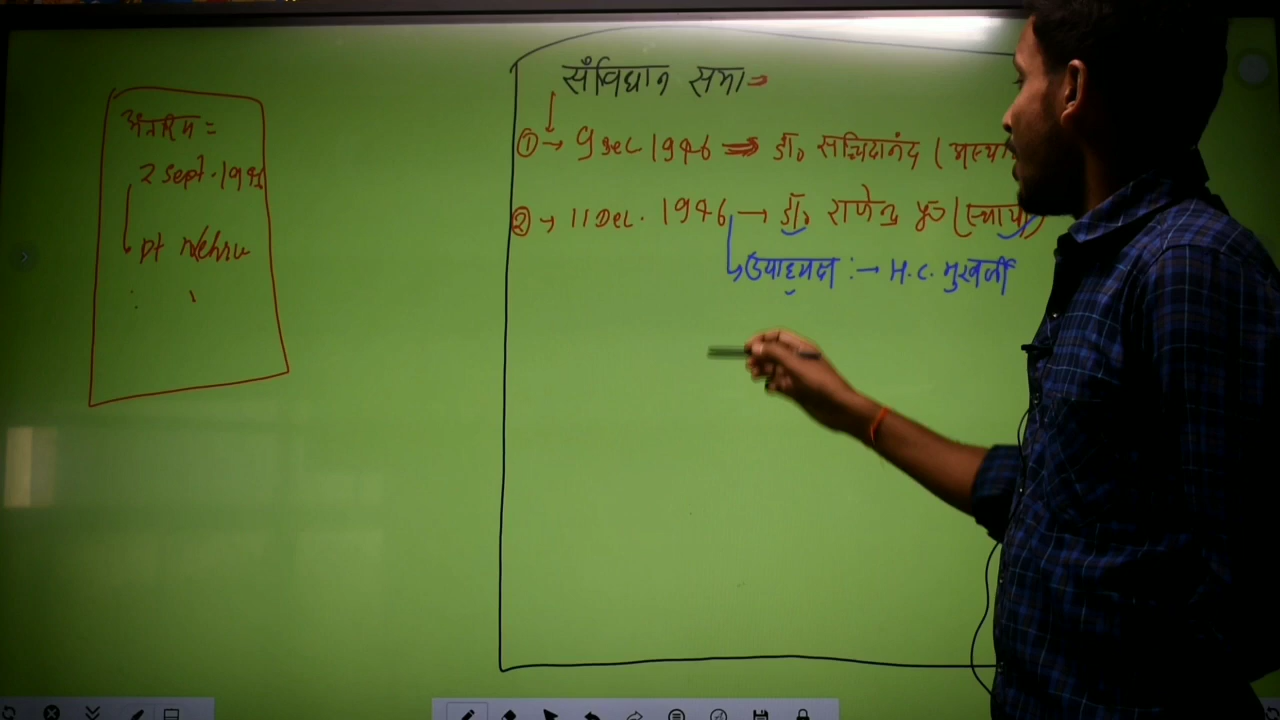 अंतरिम =
2 Sept. 1946
Pt Nehru
संविधान सभा ⇒
① → 9 Dec 1946 ⇒ डॉ० सच्चिदानंद (अस्था
② → 11 Dec. 1946 → डॉ० राजेन्द्र प्र० (स्थायी)
↳ उपाध्यक्ष :→ H.C. मुखर्जी